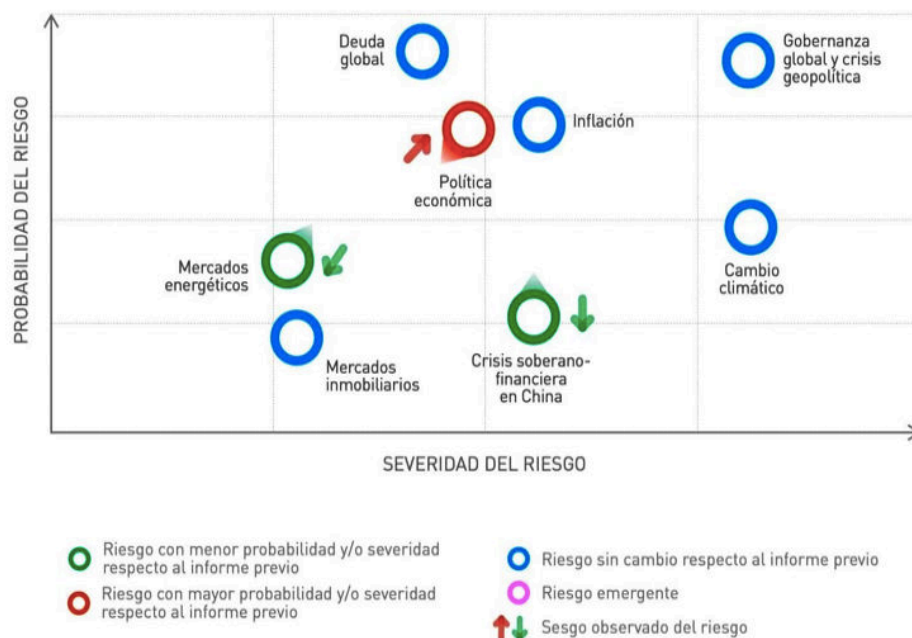 Deuda
global
Gobernanza
global y crisis
geopolítica
Inflación
Política
económica
Mercados
energéticos
Cambio
climático
Mercados
inmobiliarios
Crisis soberano-
financiera
en China
PROBABILIDAD DEL RIESGO
SEVERIDAD DEL RIESGO
Riesgo con menor probabilidad y/o severidad
respecto al informe previo
Riesgo con mayor probabilidad y/o severidad
respecto al informe previo
Riesgo sin cambio respecto al informe previo
Riesgo emergente
Sesgo observado del riesgo